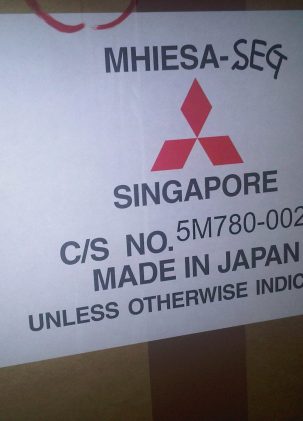 MHIESA-SEG
SINGAPORE
C/S NO. 5M780-002
MADE IN JAPAN
UNLESS OTHERWISE